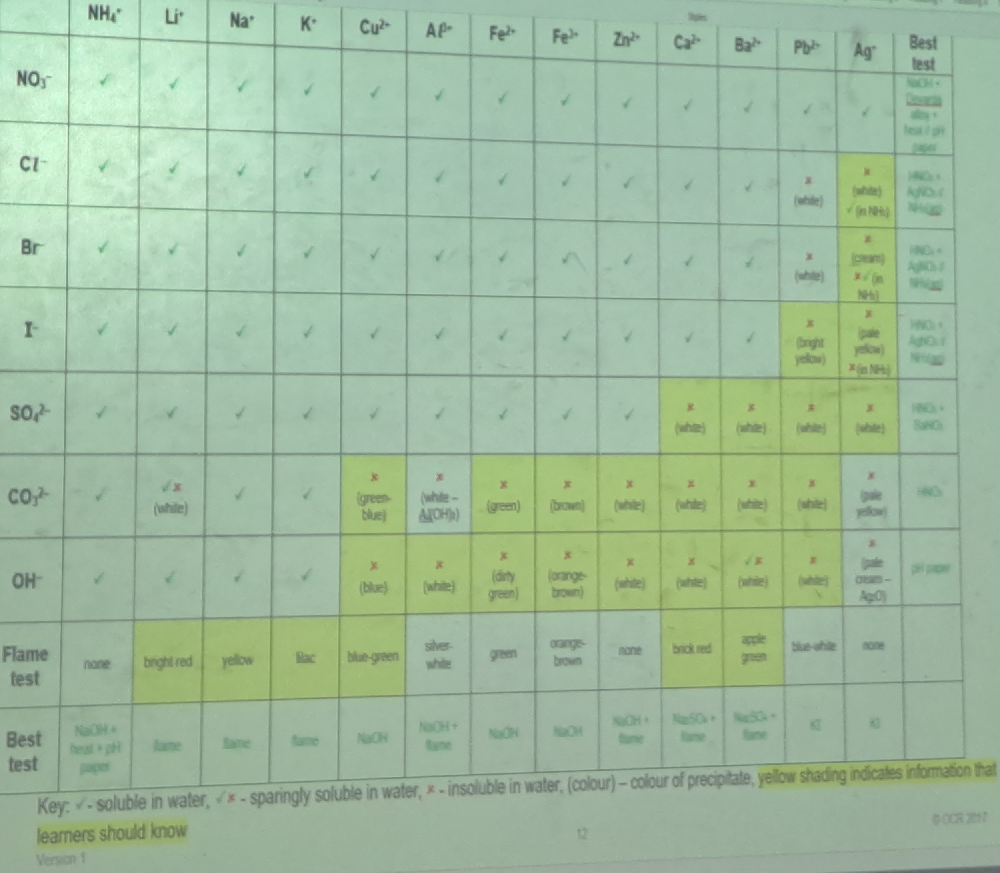 Styles
NH₄⁺ Li⁺ Na⁺ K⁺ Cu²⁺ Al³⁺ Fe²⁺ Fe³⁺ Zn²⁺ Ca²⁺ Ba²⁺ Pb²⁺ Ag⁺ Best test
NO₃⁻ ✓ ✓ ✓ ✓ ✓ ✓ ✓ ✓ ✓ ✓ ✓ ✓ ✓ NaOH + Devarda alloy + heat / pH paper
Cl⁻ ✓ ✓ ✓ ✓ ✓ ✓ ✓ ✓ ✓ ✓ ✓ × (white) × (white) ✓ (in NH₃) HNO₃ + AgNO₃ / NH₃(aq)
Br⁻ ✓ ✓ ✓ ✓ ✓ ✓ ✓ ✓ ✓ ✓ ✓ × (white) × (cream) ×✓ (in NH₃) HNO₃ + AgNO₃ / NH₃(aq)
I⁻ ✓ ✓ ✓ ✓ ✓ ✓ ✓ ✓ ✓ ✓ ✓ × (bright yellow) × (pale yellow) × (in NH₃) HNO₃ + AgNO₃ / NH₃(aq)
SO₄²⁻ ✓ ✓ ✓ ✓ ✓ ✓ ✓ ✓ ✓ × (white) × (white) × (white) × (white) HNO₃ +
CO₃²⁻ ✓ ✓× (white) ✓ ✓ × (green-blue) × (white – Al(OH)₃) × (green) × (brown) × (white) × (white) × (white) × (white) × (pale yellow) HNO₃
OH⁻ ✓ ✓ ✓ ✓ × (blue) × (white) × (dirty green) × (orange-brown) × (white) × (white) ✓× (white) × (white) × (pale cream – Ag₂O) pH paper
Flame test none bright red yellow lilac blue-green silver-white green orange-brown none brick red apple green blue-white none
Best test NaOH + heat + pH paper flame flame flame NaOH NaOH + flame NaOH NaOH NaOH + flame Na₂SO₄ + flame Na₂SO₄ + flame KI KI
Key: ✓ - soluble in water, ✓× - sparingly soluble in water, × - insoluble in water, (colour) – colour of precipitate, yellow shading indicates information that
learners should know
12
© OCR 2017
Version 1